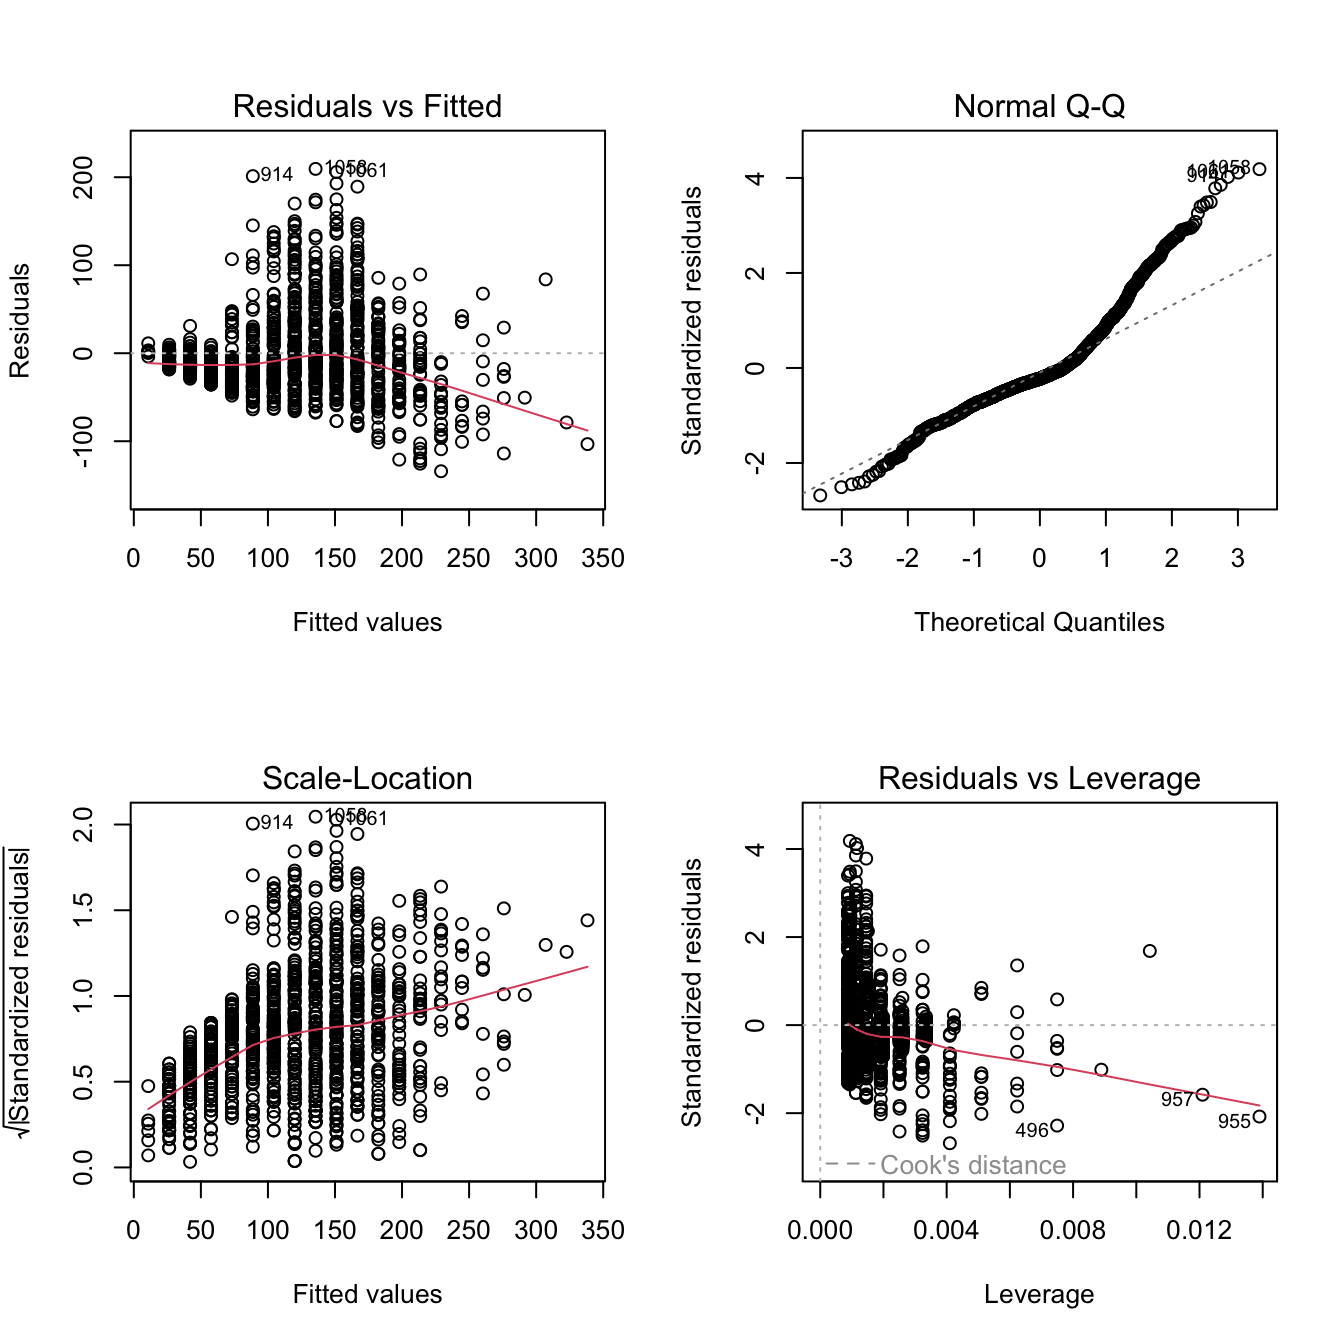 Residuals vs Fitted
Residuals
-100 0 100 200
914
1061
0 50 100 150 200 250 300 350
Fitted values
Normal Q-Q
Standardized residuals
-2 0 2 4
1058
-3 -2 -1 0 1 2 3
Theoretical Quantiles
Scale-Location
√|Standardized residuals|
0.0 0.5 1.0 1.5 2.0
914
1061
0 50 100 150 200 250 300 350
Fitted values
Residuals vs Leverage
Standardized residuals
-2 0 2 4
957
955
496
Cook's distance
0.000 0.004 0.008 0.012
Leverage